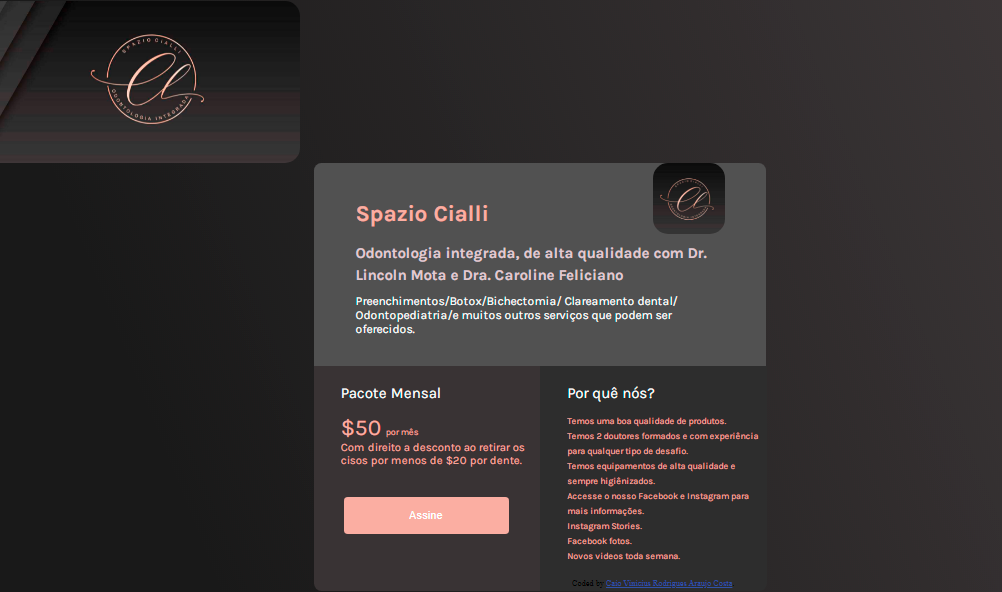 SPAZIO CIALLI
Cl
ODONTOLOGIA INTEGRADA
Cl
Spazio Cialli
Odontologia integrada, de alta qualidade com Dr.
Lincoln Mota e Dra. Caroline Feliciano
Preenchimentos/Botox/Bichectomia/ Clareamento dental/
Odontopediatria/e muitos outros serviços que podem ser
oferecidos.
Pacote Mensal
$50 por mês
Com direito a desconto ao retirar os
cisos por menos de $20 por dente.
Assine
Por quê nós?
Temos uma boa qualidade de produtos.
Temos 2 doutores formados e com experiência
para qualquer tipo de desafio.
Temos equipamentos de alta qualidade e
sempre higiênizados.
Accesse o nosso Facebook e Instagram para
mais informações.
Instagram Stories.
Facebook fotos.
Novos videos toda semana.
Coded by Caio Vinicius Rodrigues Araujo Costa